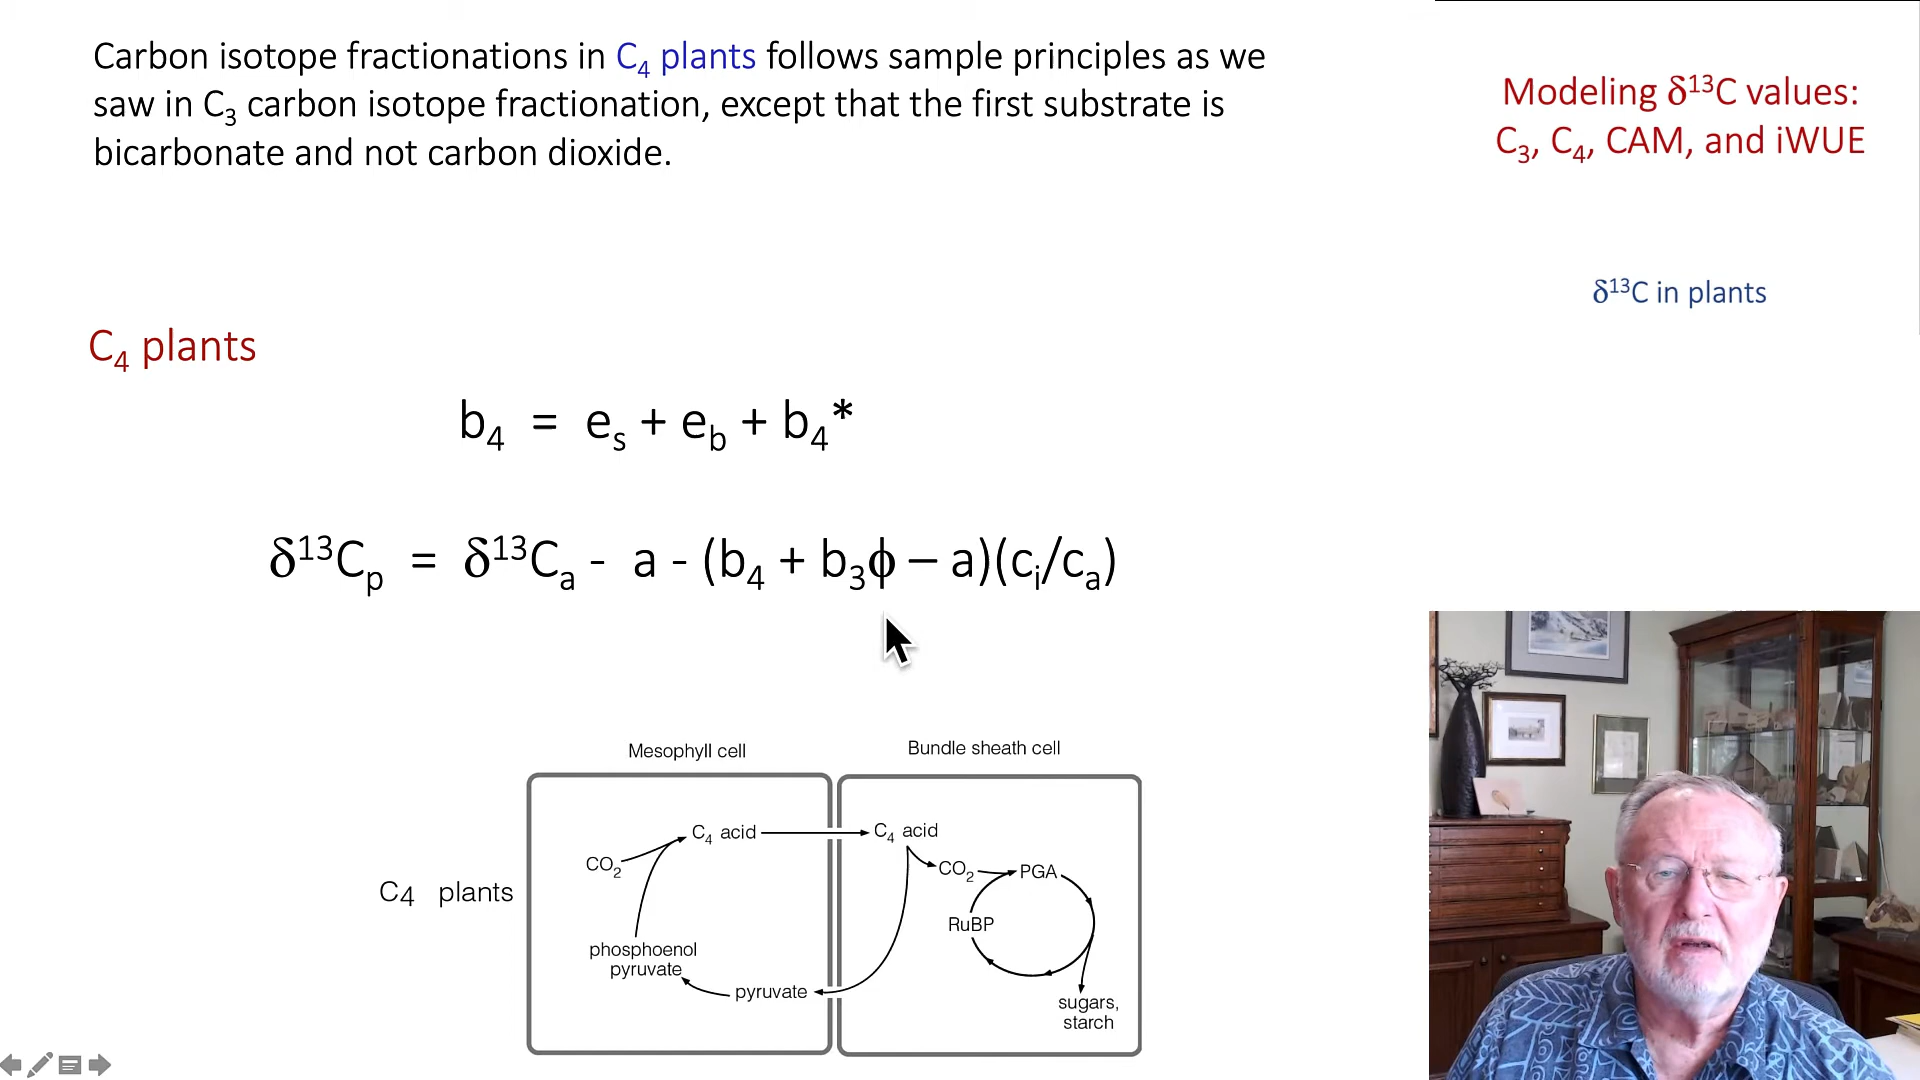 Carbon isotope fractionations in C₄ plants follows sample principles as we
saw in C₃ carbon isotope fractionation, except that the first substrate is
bicarbonate and not carbon dioxide.
Modeling δ¹³C values:
C₃, C₄, CAM, and iWUE
δ¹³C in plants
C₄ plants
b₄ = eₛ + e_b + b₄*
δ¹³Cₚ = δ¹³Cₐ - a - (b₄ + b₃ϕ – a)(cᵢ/cₐ)
Mesophyll cell
Bundle sheath cell
C₄ acid
C₄ acid
CO₂
CO₂
PGA
C4 plants
RuBP
phosphoenol
pyruvate
pyruvate
sugars,
starch